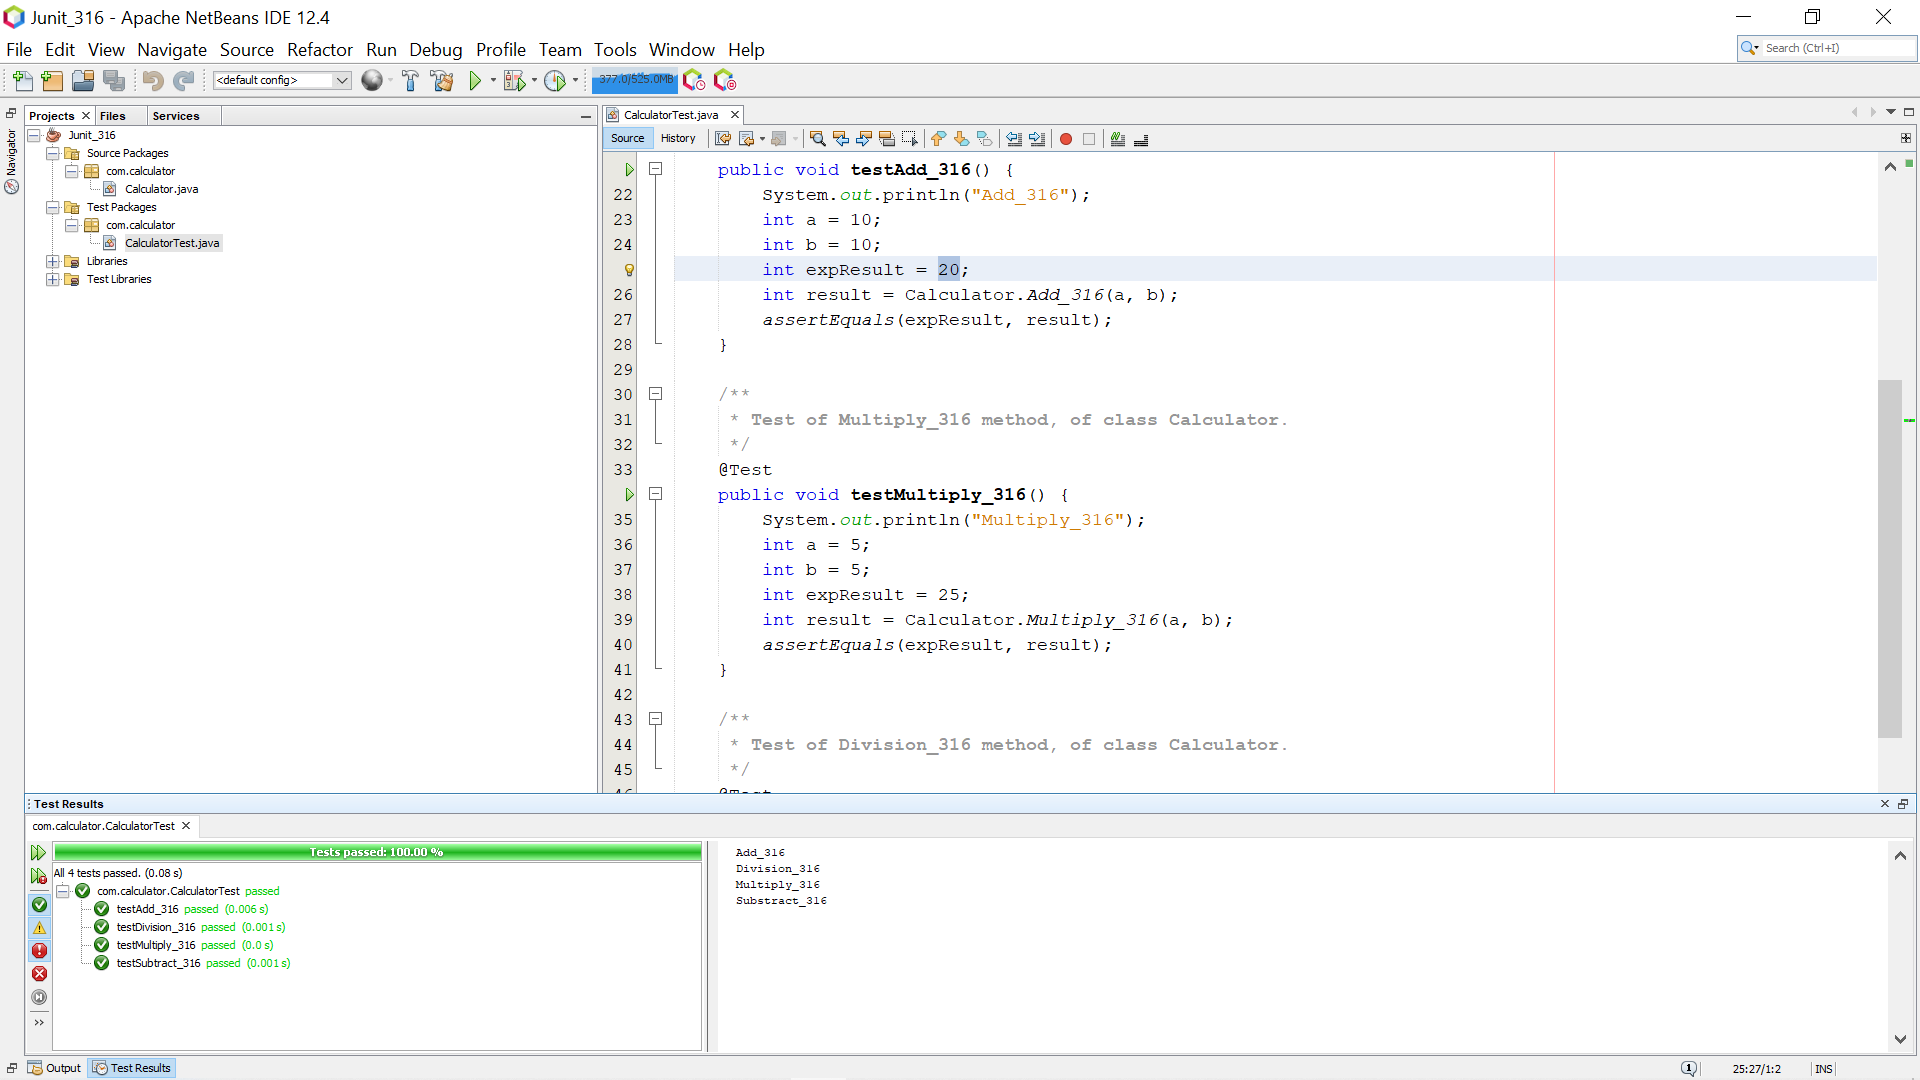 Junit_316 - Apache NetBeans IDE 12.4
File Edit View Navigate Source Refactor Run Debug Profile Team Tools Window Help
Search (Ctrl+I)
<default config>
377.0/525.0MB
Projects Files Services
Navigator
Junit_316
Source Packages
com.calculator
Calculator.java
Test Packages
com.calculator
CalculatorTest.java
Libraries
Test Libraries
CalculatorTest.java
Source History
public void testAdd_316() {
22 System.out.println("Add_316");
23 int a = 10;
24 int b = 10;
int expResult = 20;
26 int result = Calculator.Add_316(a, b);
27 assertEquals(expResult, result);
28 }
29
30 /**
31 * Test of Multiply_316 method, of class Calculator.
32 */
33 @Test
public void testMultiply_316() {
35 System.out.println("Multiply_316");
36 int a = 5;
37 int b = 5;
38 int expResult = 25;
39 int result = Calculator.Multiply_316(a, b);
40 assertEquals(expResult, result);
41 }
42
43 /**
44 * Test of Division_316 method, of class Calculator.
45 */
46 @Test
Test Results
com.calculator.CalculatorTest
Tests passed: 100.00 %
All 4 tests passed. (0.08 s)
com.calculator.CalculatorTest passed
testAdd_316 passed (0.006 s)
testDivision_316 passed (0.001 s)
testMultiply_316 passed (0.0 s)
testSubtract_316 passed (0.001 s)
Add_316
Division_316
Multiply_316
Substract_316
Output Test Results
1 25:27/1:2 INS